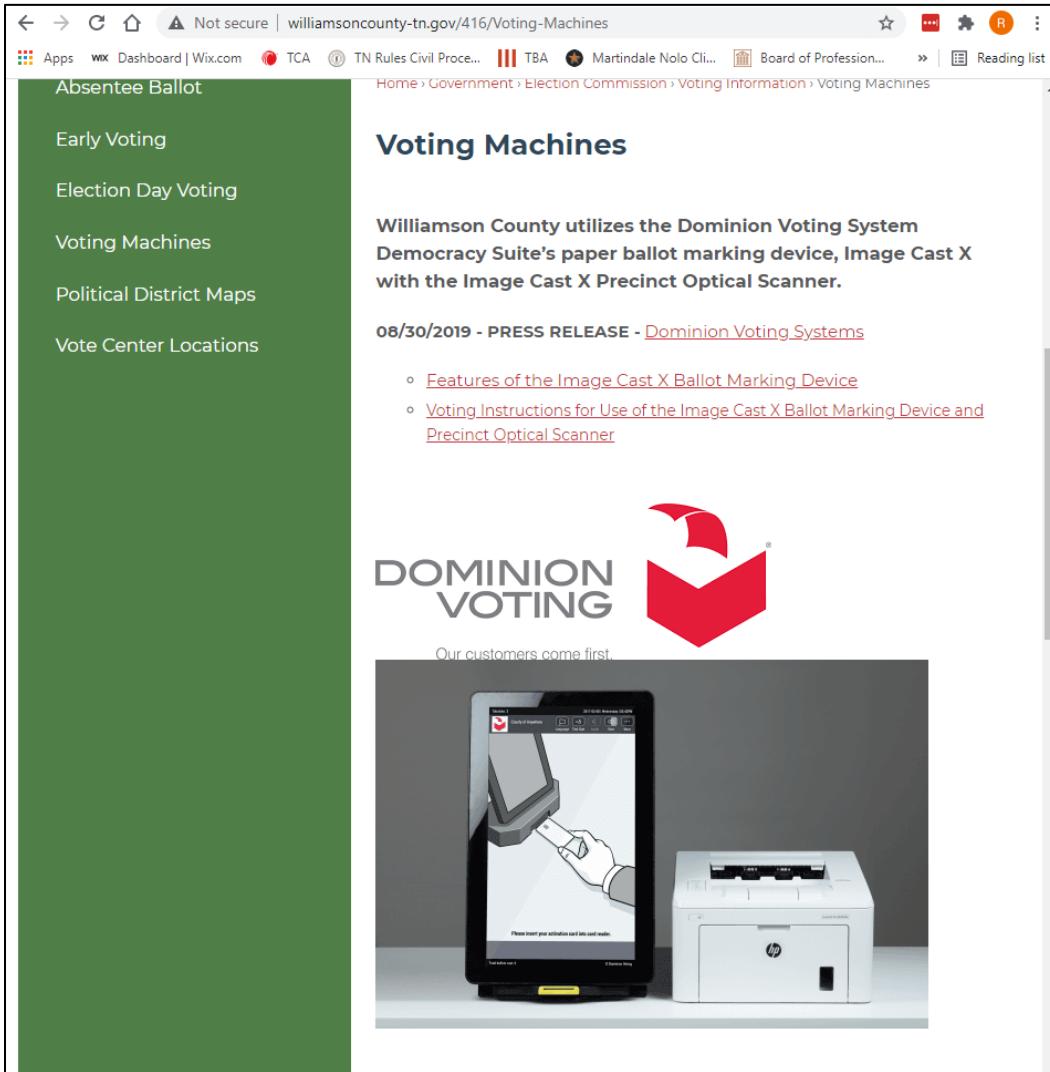 Not secure | williamsoncounty-tn.gov/416/Voting-Machines
R
Apps WIX Dashboard | Wix.com TCA TN Rules Civil Proce... TBA Martindale Nolo Cli... Board of Profession... » Reading list
Absentee Ballot
Early Voting
Election Day Voting
Voting Machines
Political District Maps
Vote Center Locations
Home › Government › Election Commission › Voting Information › Voting Machines
Voting Machines
Williamson County utilizes the Dominion Voting System
Democracy Suite's paper ballot marking device, Image Cast X
with the Image Cast X Precinct Optical Scanner.
08/30/2019 - PRESS RELEASE - Dominion Voting Systems
Features of the Image Cast X Ballot Marking Device
Voting Instructions for Use of the Image Cast X Ballot Marking Device and
Precinct Optical Scanner
DOMINION
VOTING
®
Our customers come first.
County of Anywhere
Please insert your activation card into card reader.
hp